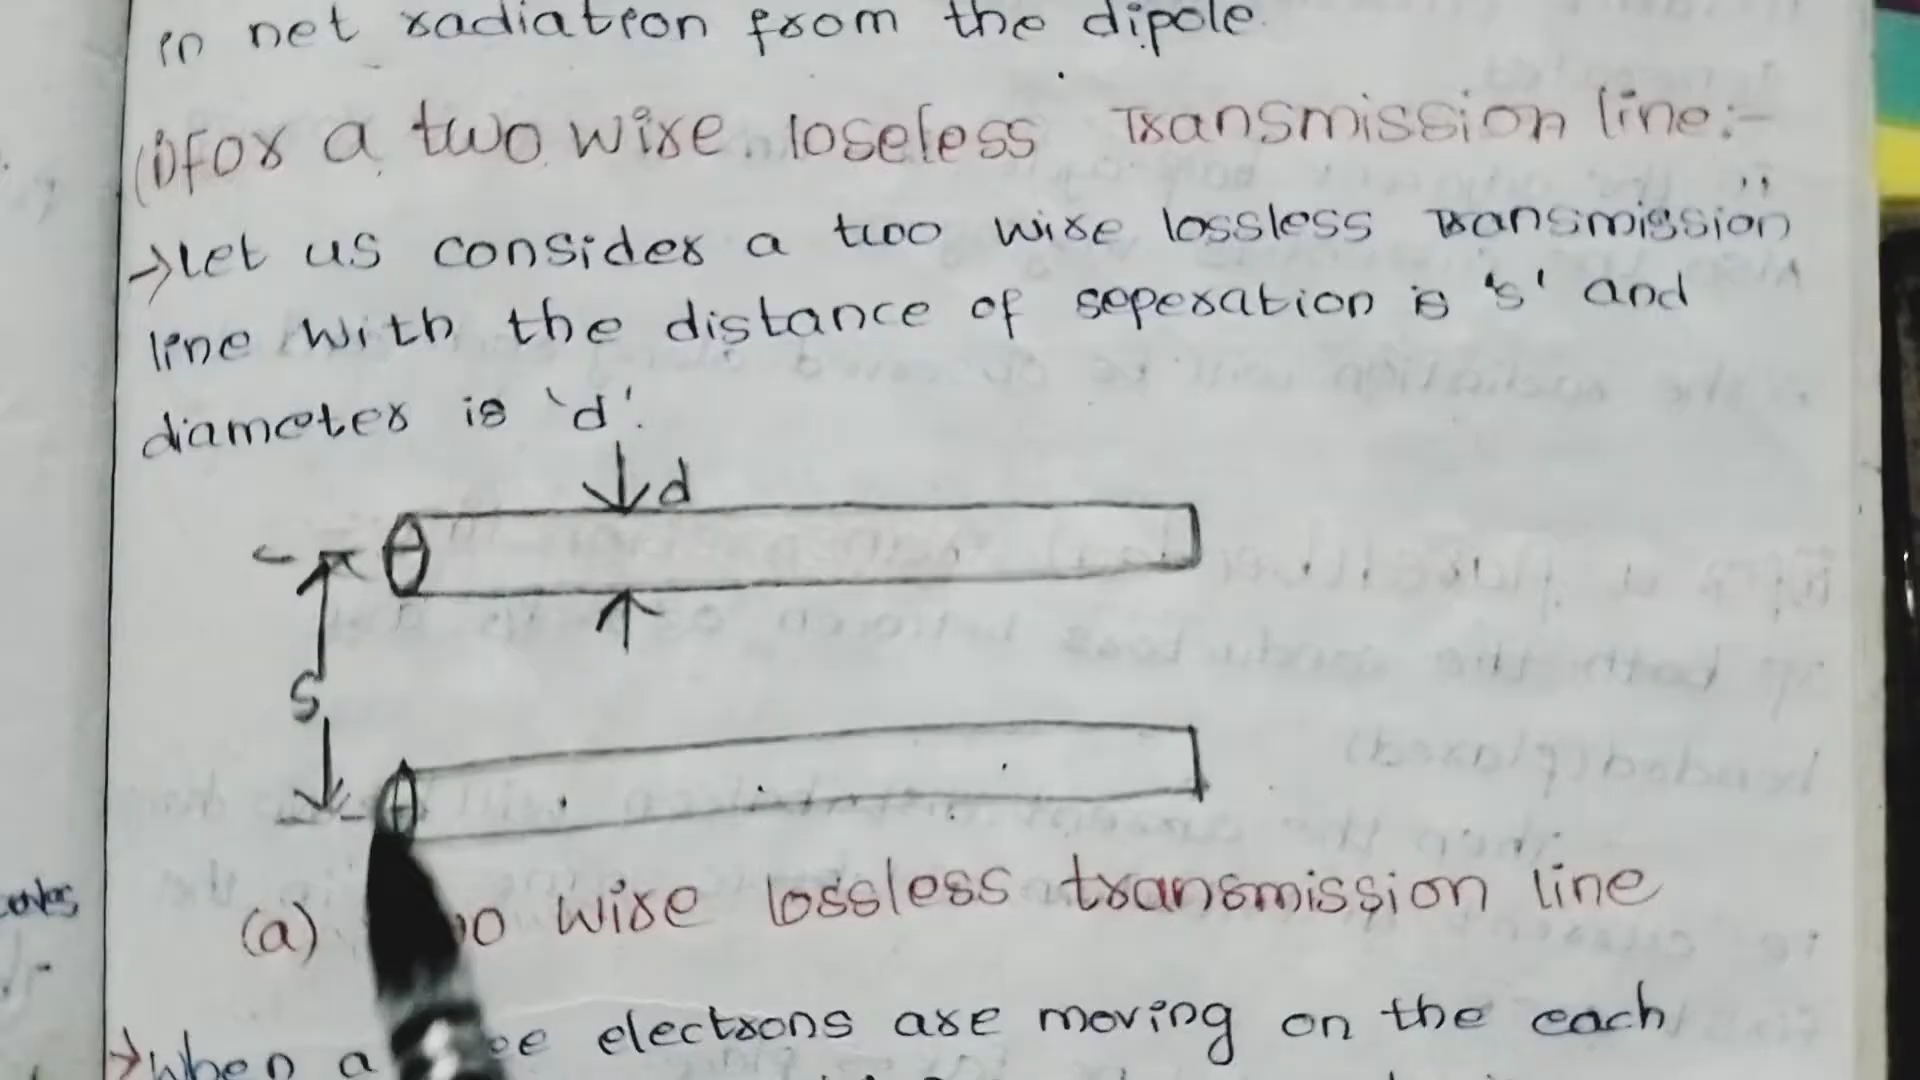 in net radiation from the dipole.
(i) for a two wire loseless Transmission line:-
→Let us consider a two wire lossless transmission
line with the distance of seperation is 's' and
diameter is 'd'.
d
S
(a) wire lossless transmission line
→When a electrons are moving on the each